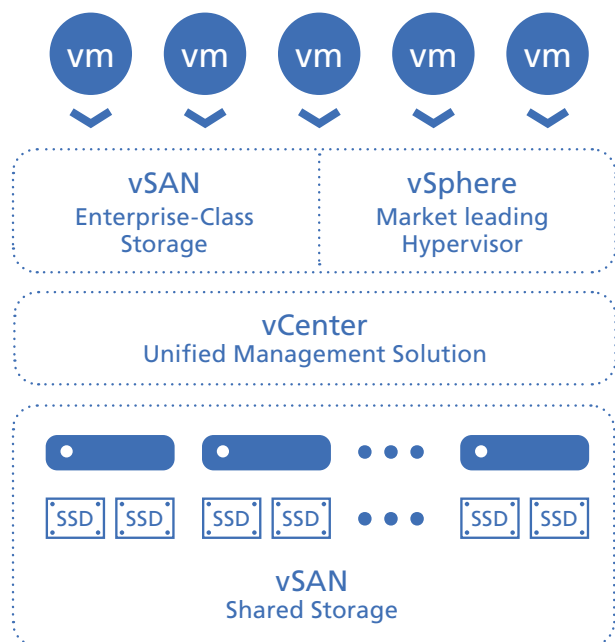 vm vm vm vm vm
vSAN
Enterprise-Class
Storage
vSphere
Market leading
Hypervisor
vCenter
Unified Management Solution
SSD SSD SSD SSD SSD SSD
vSAN
Shared Storage